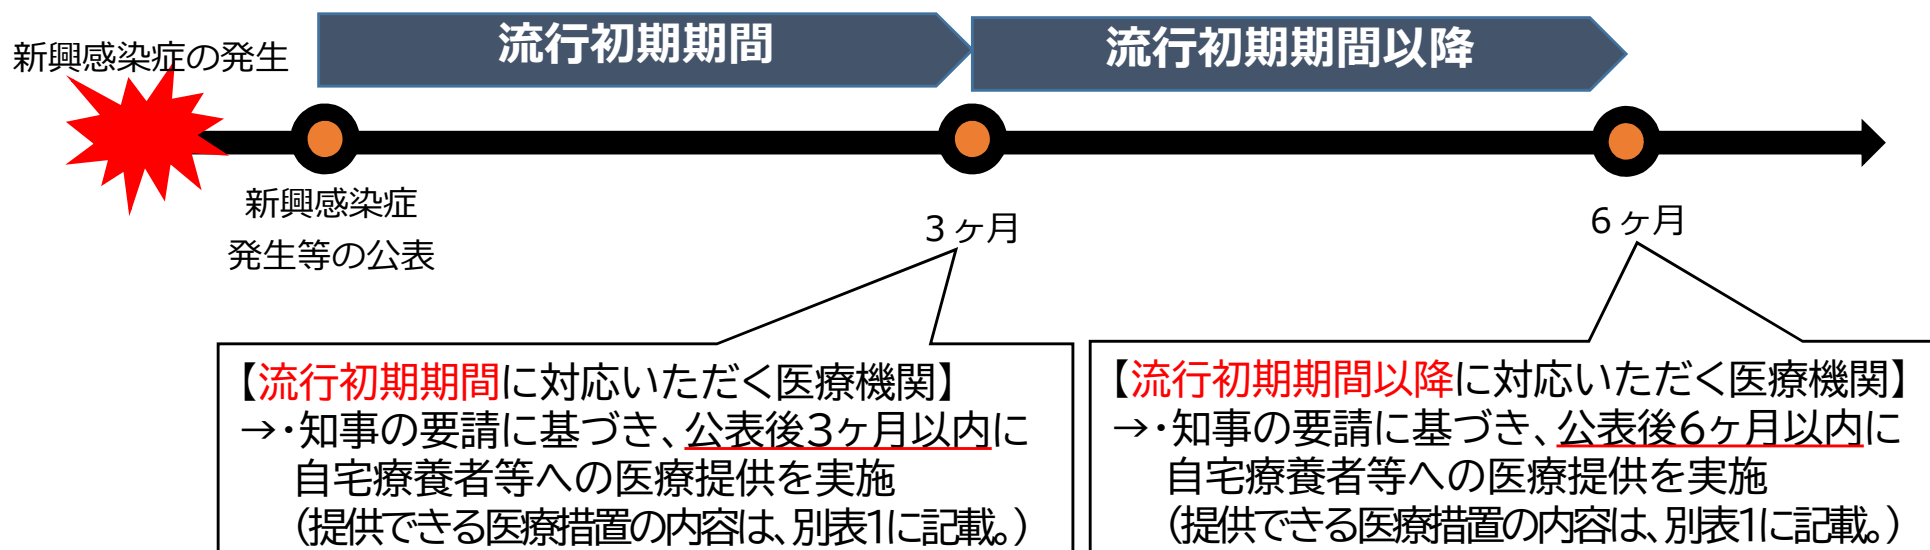 新興感染症の発生
流行初期期間
流行初期期間以降
新興感染症
発生等の公表
3ヶ月
6ヶ月
【流行初期期間に対応いただく医療機関】
→・知事の要請に基づき、公表後3ヶ月以内に
自宅療養者等への医療提供を実施
（提供できる医療措置の内容は、別表1に記載。）
【流行初期期間以降に対応いただく医療機関】
→・知事の要請に基づき、公表後6ヶ月以内に
自宅療養者等への医療提供を実施
（提供できる医療措置の内容は、別表1に記載。）